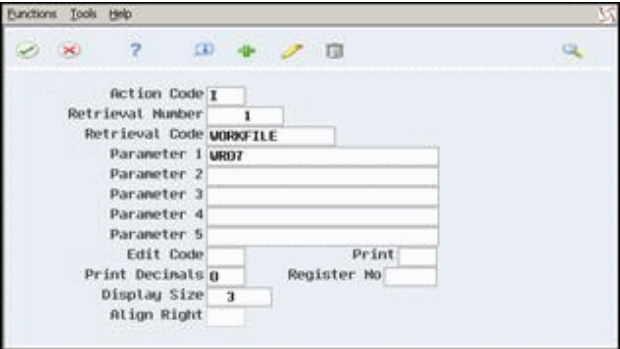 Functions Tools Help
?
Action Code I
Retrieval Number 1
Retrieval Code WORKFILE
Parameter 1 WR07
Parameter 2
Parameter 3
Parameter 4
Parameter 5
Edit Code Print
Print Decimals 0 Register No
Display Size 3
Align Right